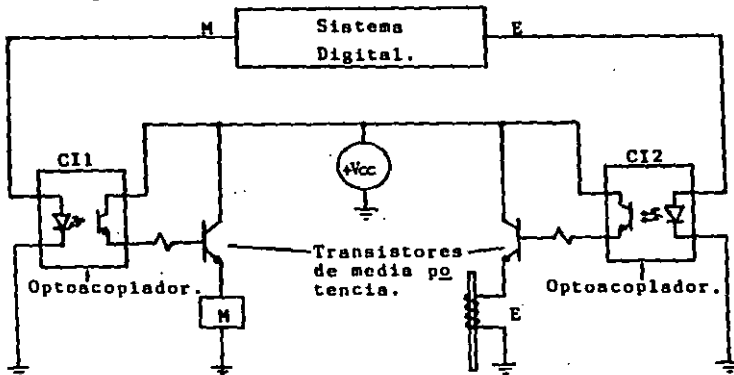 M
Sistema
Digital.
E
CI1
+Vcc
CI2
Optoacoplador.
Transistores
de media po
tencia.
Optoacoplador.
M
E